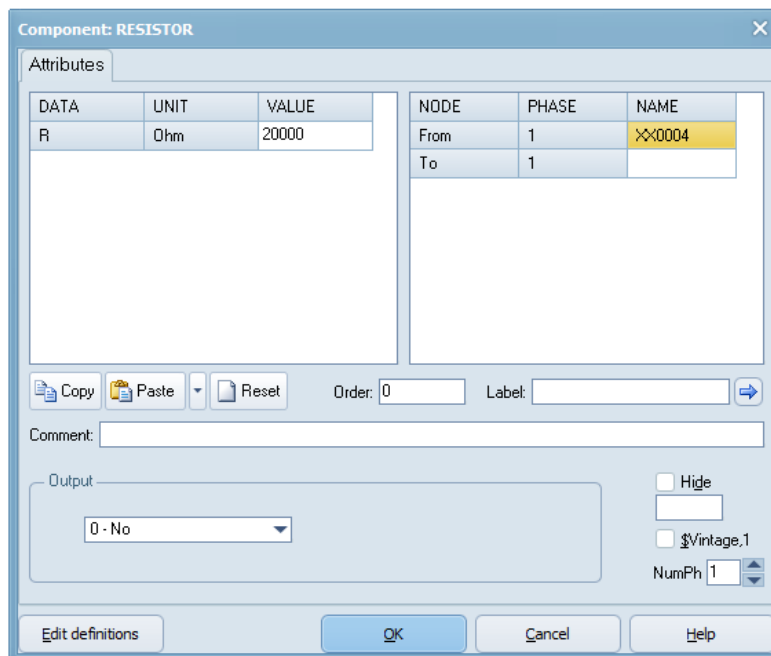 Component: RESISTOR
Attributes
DATA UNIT VALUE
R Ohm 20000
NODE PHASE NAME
From 1 XX0004
To 1
Copy Paste Reset Order: 0 Label:
Comment:
Output
0 - No
Hide
$Vintage,1
NumPh 1
Edit definitions OK Cancel Help